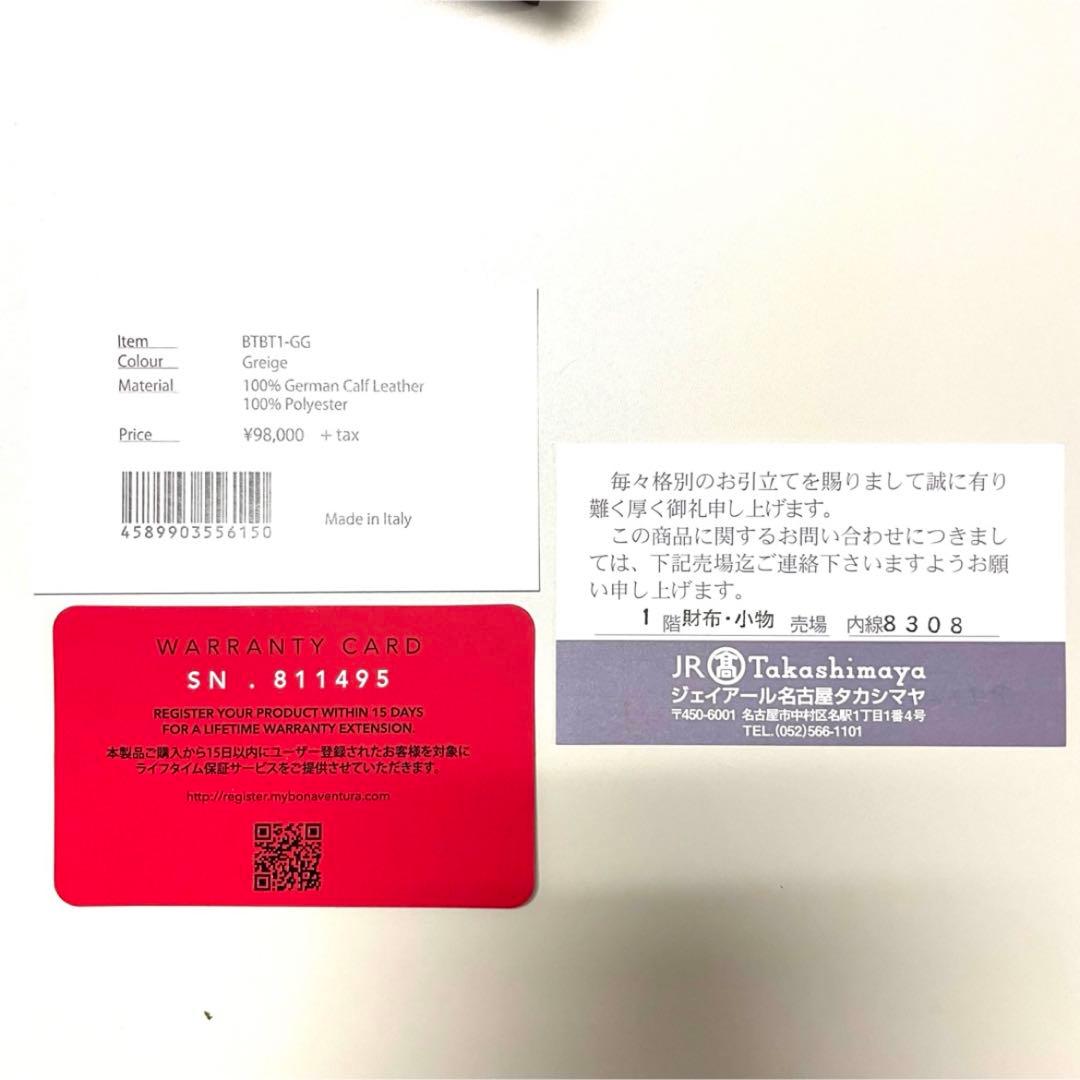 Item BTBT1-GG
Colour Greige
Material 100% German Calf Leather
100% Polyester
Price ¥98,000 + tax
4589903556150
Made in Italy
WARRANTY CARD
SN . 811495
REGISTER YOUR PRODUCT WITHIN 15 DAYS
FOR A LIFETIME WARRANTY EXTENSION.
本製品ご購入から15日以内にユーザー登録されたお客様を対象に
ライフタイム保証サービスをご提供させていただきます。
http://register.mybonaventura.com
毎々格別のお引立てを賜りまして誠に有り
難く厚く御礼申し上げます。
この商品に関するお問い合わせにつきまし
ては、下記売場迄ご連絡下さいますようお願
い申し上げます。
1 階 財布・小物 売場 内線8308
JR 髙 Takashimaya
ジェイアール名古屋タカシマヤ
〒450-6001 名古屋市中村区名駅1丁目1番4号
TEL.(052)566-1101